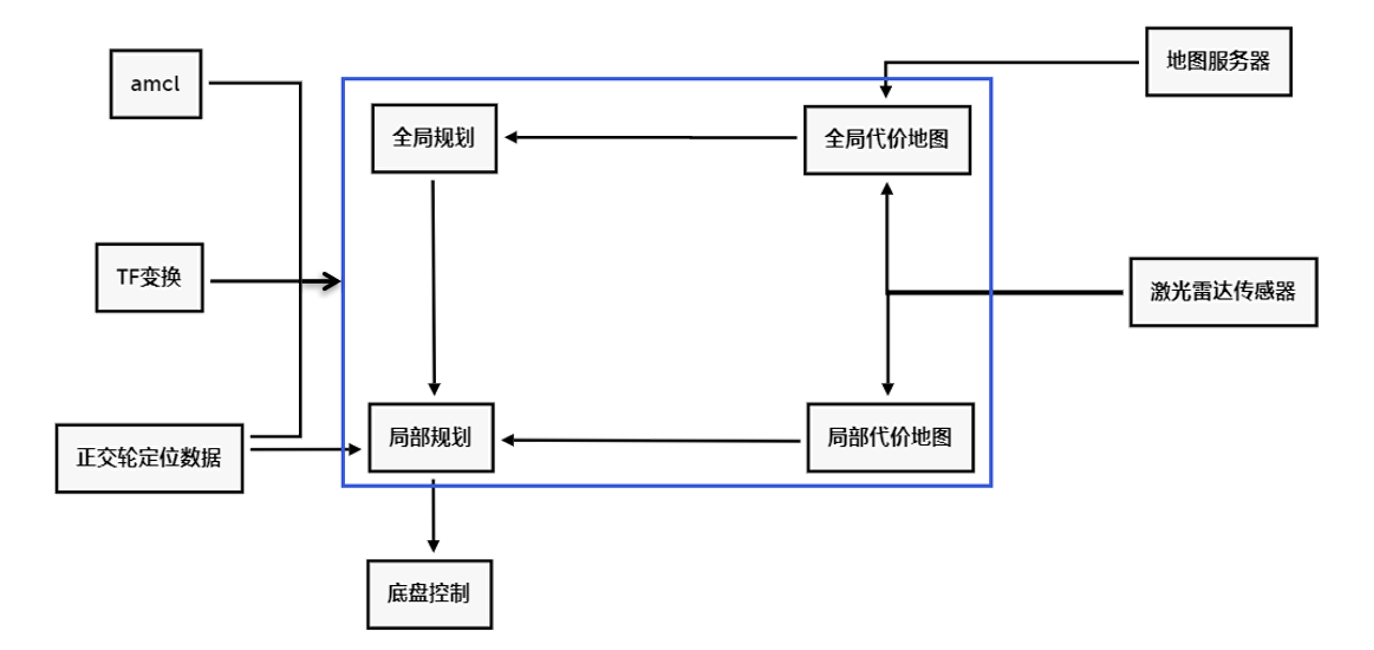 地图服务器
amcl
全局规划
全局代价地图
TF变换
激光雷达传感器
正交轮定位数据
局部规划
局部代价地图
底盘控制